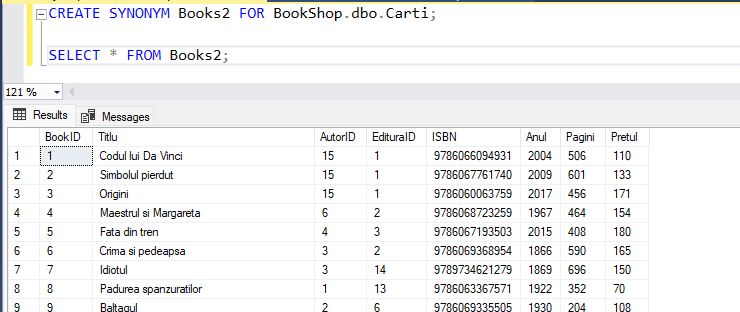 CREATE SYNONYM Books2 FOR BookShop.dbo.Carti;
SELECT * FROM Books2;
121 %
Results Messages
BookID Titlu AutorID EdituraID ISBN Anul Pagini Pretul
1 1 Codul lui Da Vinci 15 1 9786066094931 2004 506 110
2 2 Simbolul pierdut 15 1 9786067761740 2009 601 133
3 3 Origini 15 1 9786060063759 2017 456 171
4 4 Maestrul si Margareta 6 2 9786068723259 1967 464 154
5 5 Fata din tren 4 3 9786067193503 2015 408 180
6 6 Crima si pedeapsa 3 2 9786069368954 1866 590 165
7 7 Idiotul 3 14 9789734621279 1869 696 150
8 8 Padurea spanzuratilor 1 13 9786063367571 1922 352 70
9 9 Baltagul 2 6 9786069335505 1930 204 108